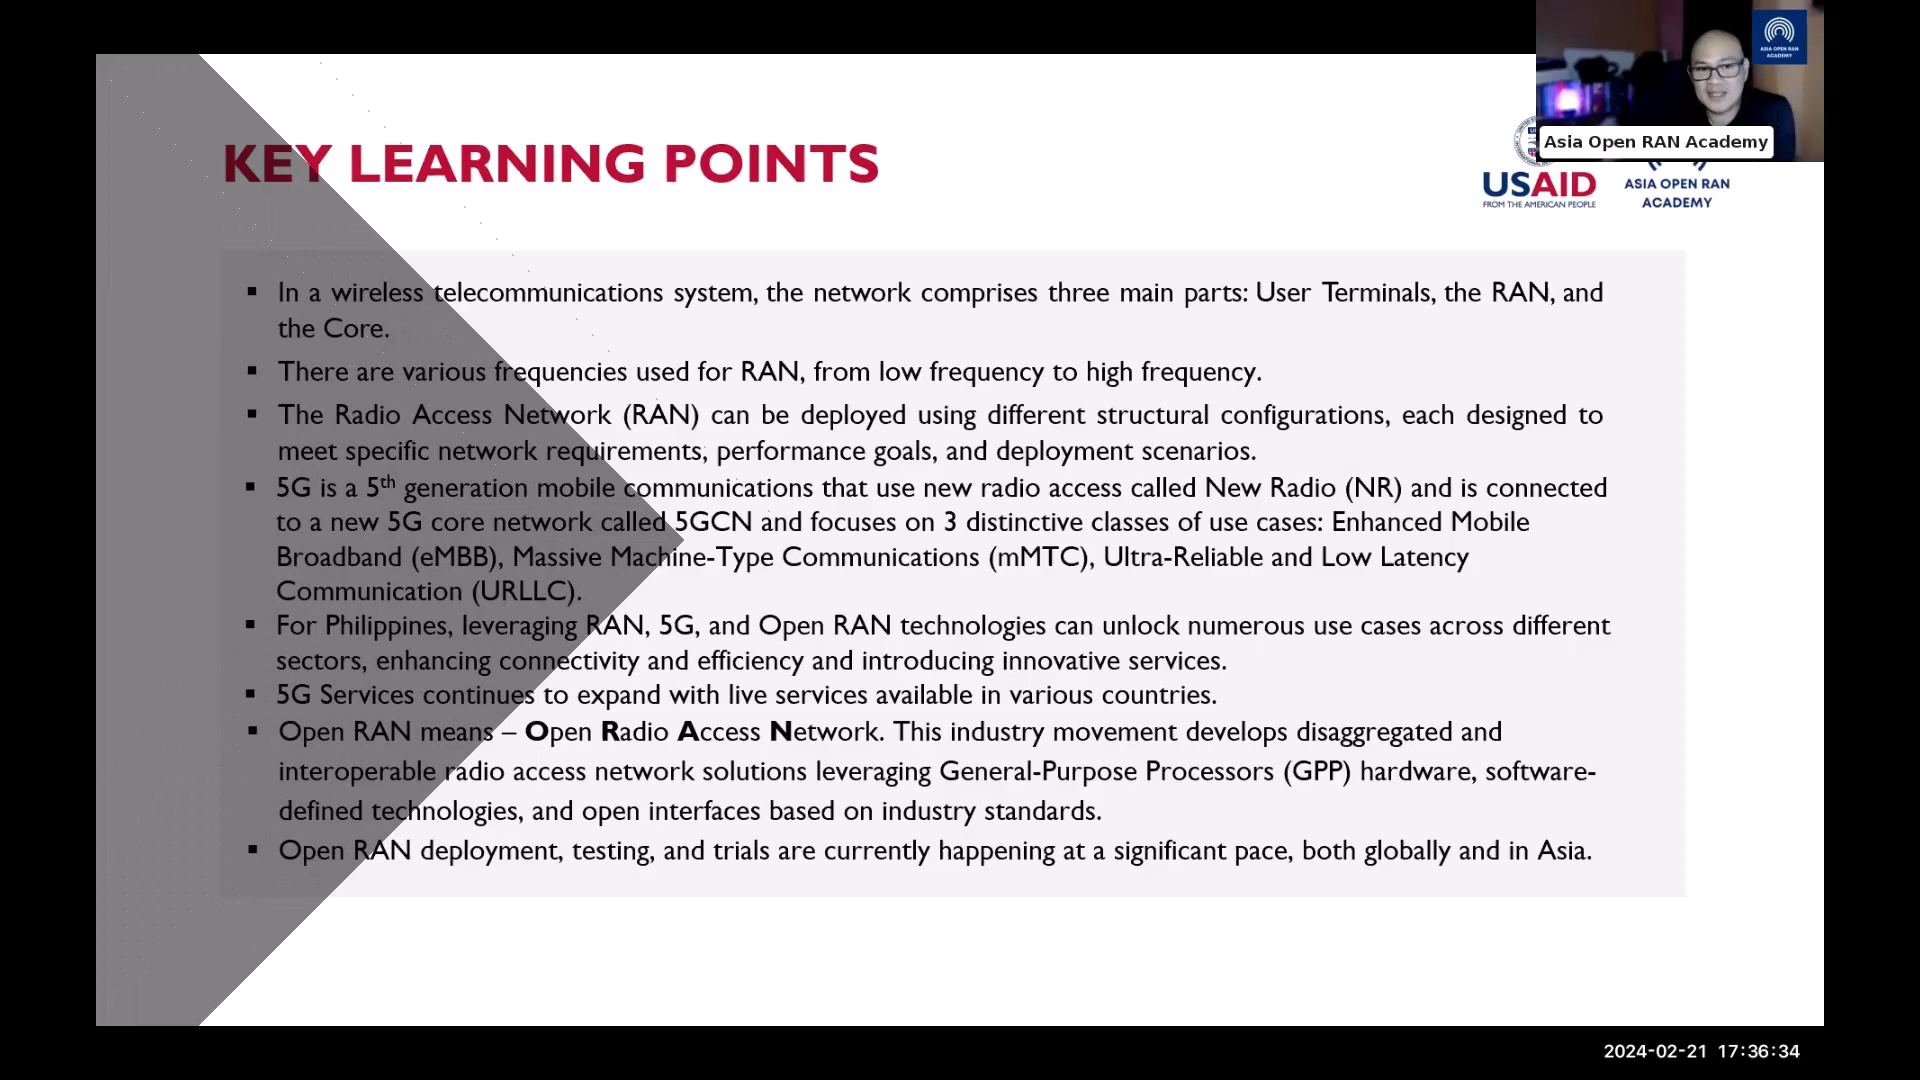 ASIA OPEN RAN
ACADEMY
Asia Open RAN Academy
KEY LEARNING POINTS
USAID
FROM THE AMERICAN PEOPLE
ASIA OPEN RAN
ACADEMY
▪ In a wireless telecommunications system, the network comprises three main parts: User Terminals, the RAN, and
the Core.
▪ There are various frequencies used for RAN, from low frequency to high frequency.
▪ The Radio Access Network (RAN) can be deployed using different structural configurations, each designed to
meet specific network requirements, performance goals, and deployment scenarios.
▪ 5G is a 5th generation mobile communications that use new radio access called New Radio (NR) and is connected
to a new 5G core network called 5GCN and focuses on 3 distinctive classes of use cases: Enhanced Mobile
Broadband (eMBB), Massive Machine-Type Communications (mMTC), Ultra-Reliable and Low Latency
Communication (URLLC).
▪ For Philippines, leveraging RAN, 5G, and Open RAN technologies can unlock numerous use cases across different
sectors, enhancing connectivity and efficiency and introducing innovative services.
▪ 5G Services continues to expand with live services available in various countries.
▪ Open RAN means – Open Radio Access Network. This industry movement develops disaggregated and
interoperable radio access network solutions leveraging General-Purpose Processors (GPP) hardware, software-
defined technologies, and open interfaces based on industry standards.
▪ Open RAN deployment, testing, and trials are currently happening at a significant pace, both globally and in Asia.
2024-02-21 17:36:34